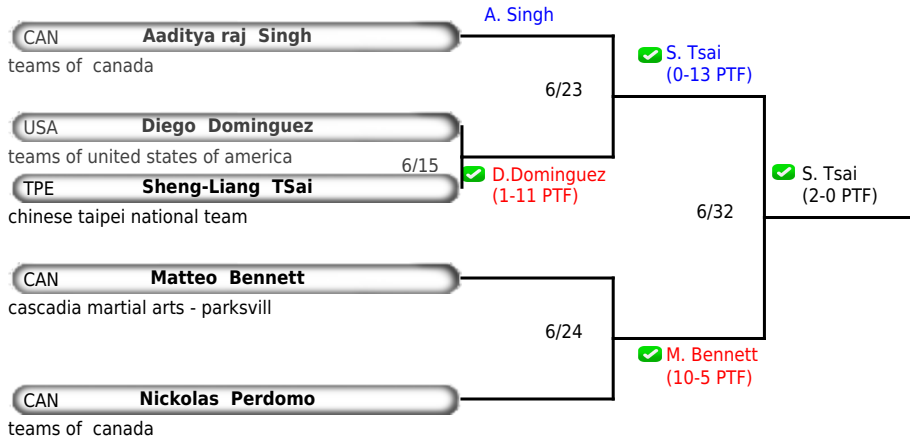 A. Singh
CAN Aaditya raj Singh
teams of canada
S. Tsai
(0-13 PTF)
6/23
USA Diego Dominguez
teams of united states of america
6/15
D.Dominguez
(1-11 PTF)
TPE Sheng-Liang TSai
chinese taipei national team
S. Tsai
(2-0 PTF)
6/32
CAN Matteo Bennett
cascadia martial arts - parksvill
6/24
M. Bennett
(10-5 PTF)
CAN Nickolas Perdomo
teams of canada